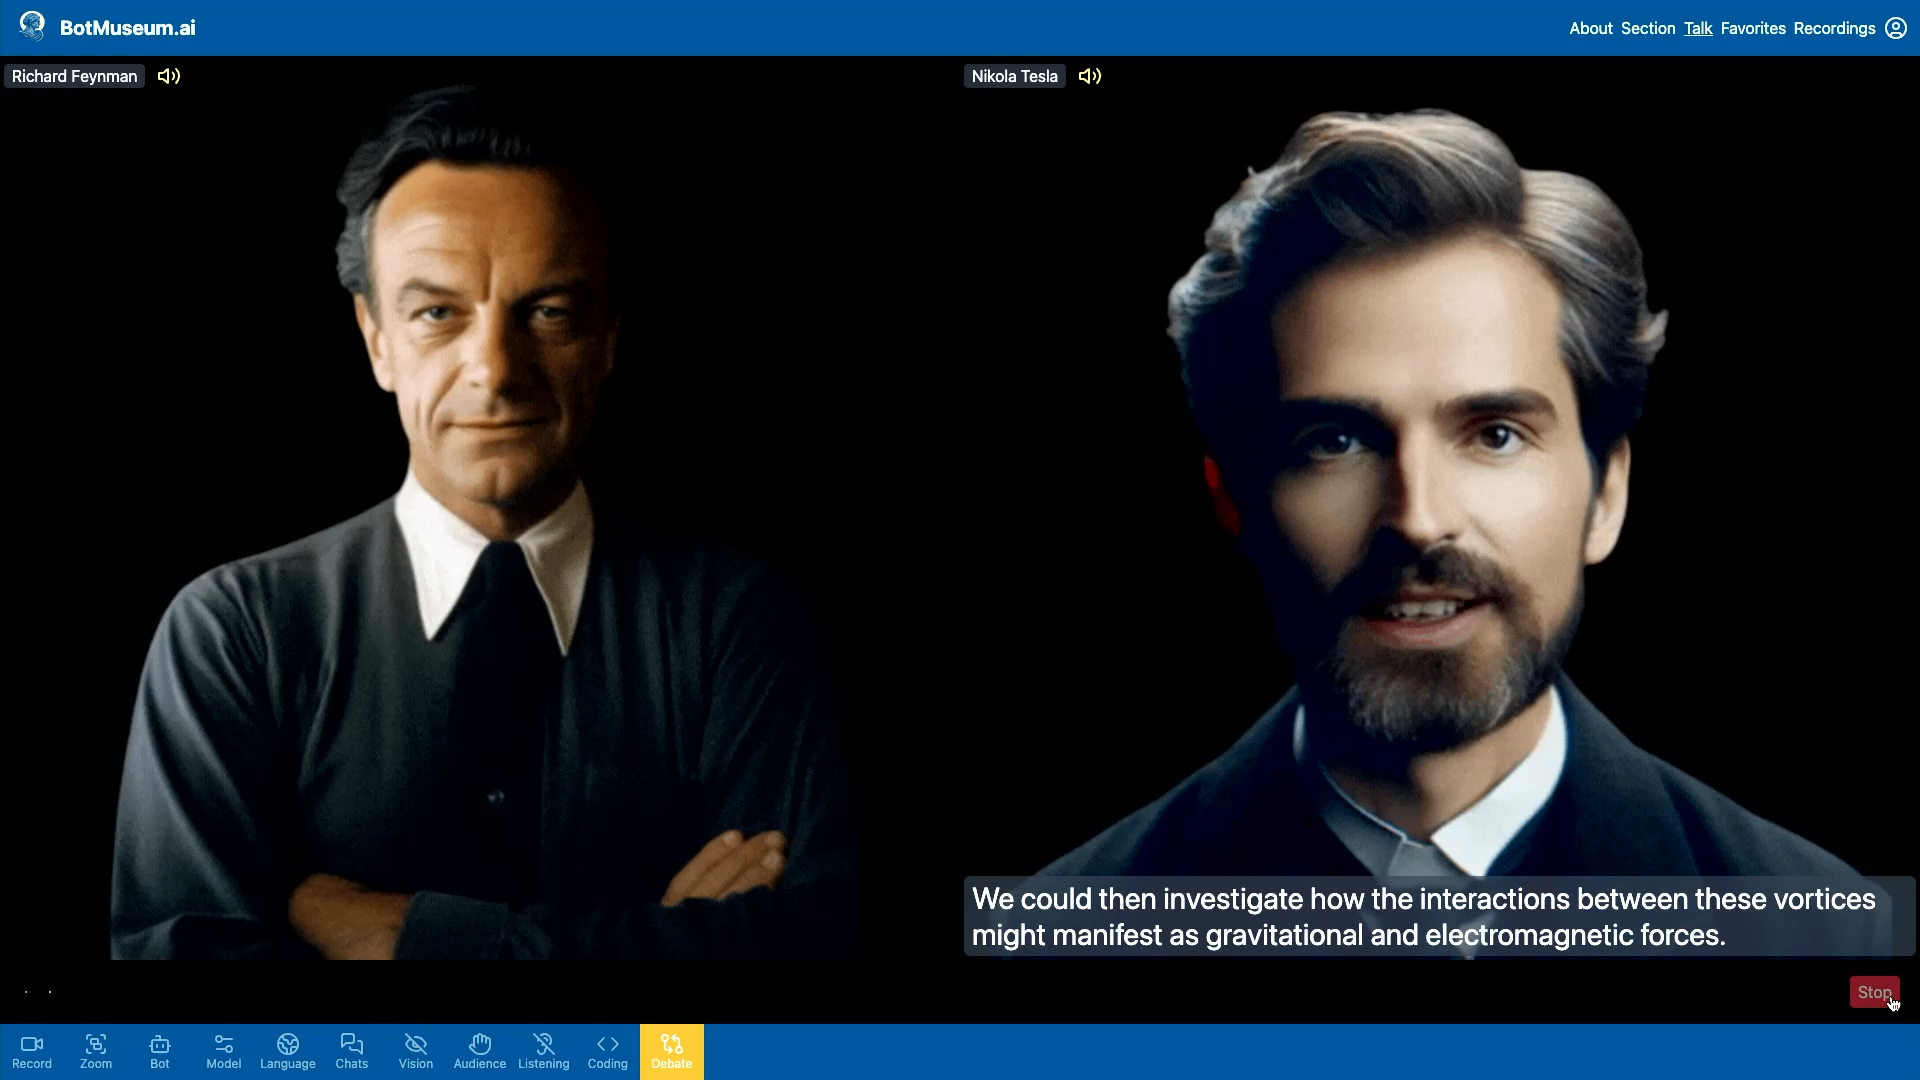 BotMuseum.ai
About Section Talk Favorites Recordings
Richard Feynman
Nikola Tesla
We could then investigate how the interactions between these vortices
might manifest as gravitational and electromagnetic forces.
Stop
Record Zoom Bot Model Language Chats Vision Audience Listening Coding Debate